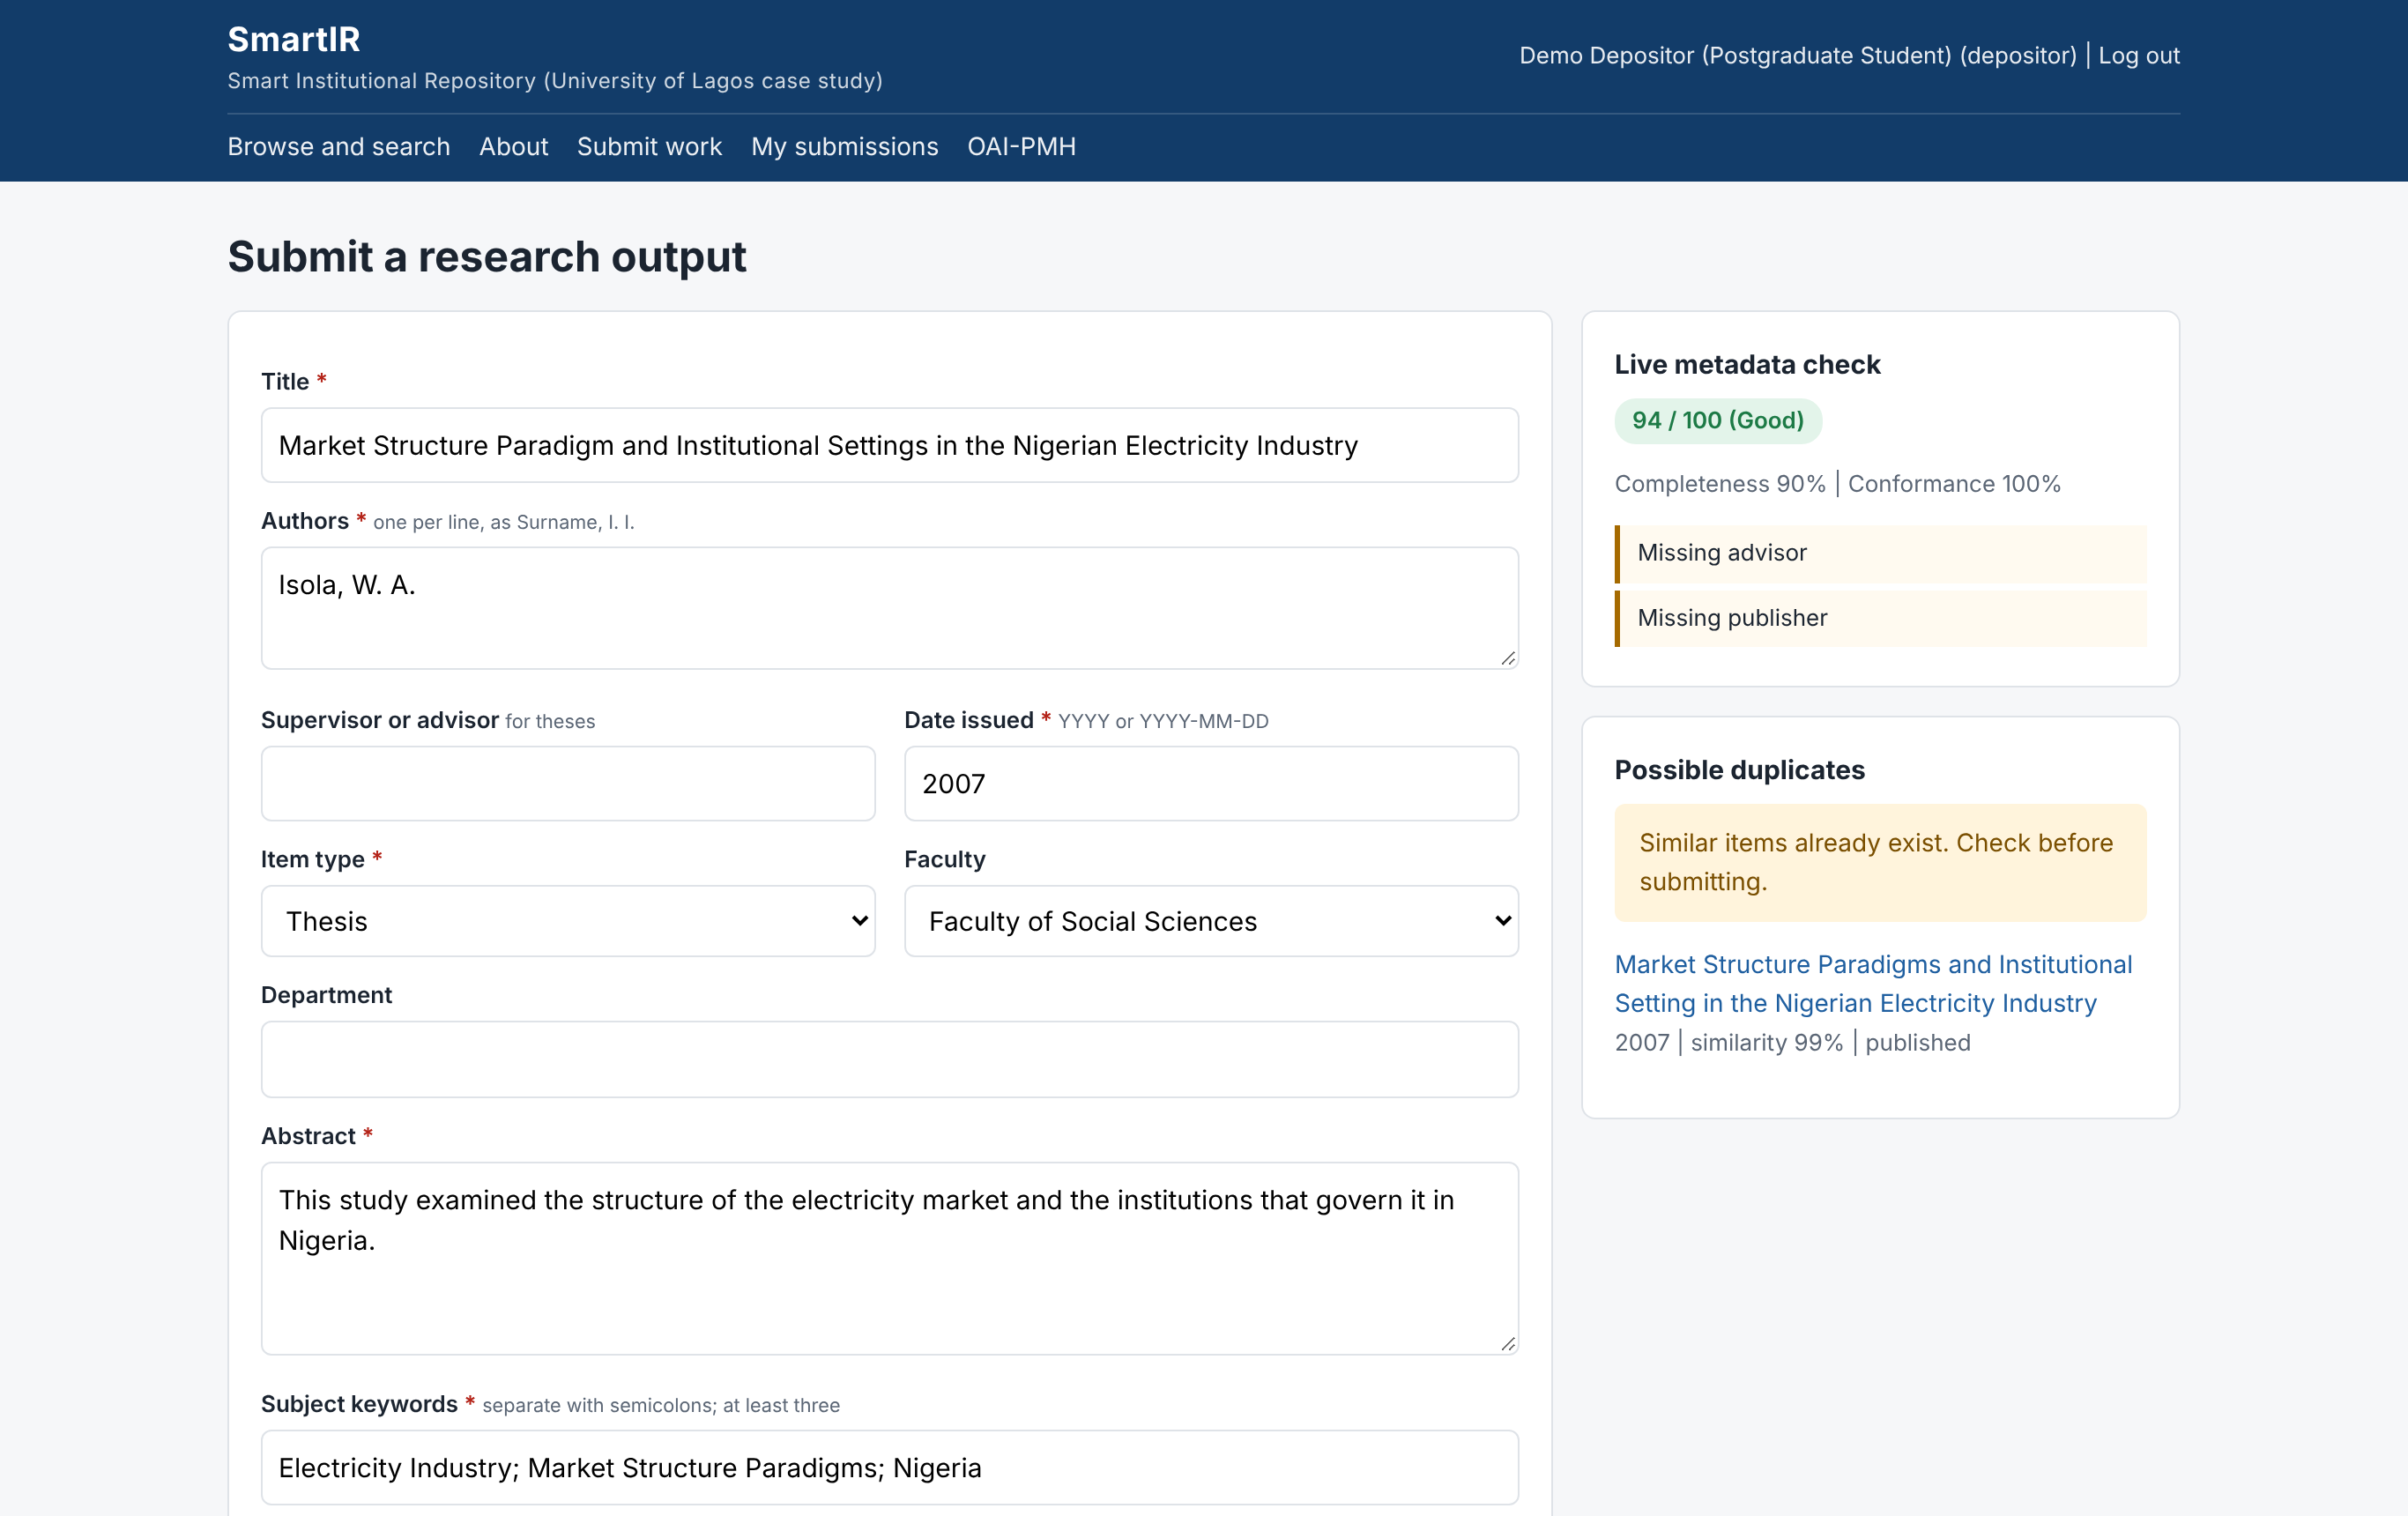 SmartIR
Smart Institutional Repository (University of Lagos case study)
Demo Depositor (Postgraduate Student) (depositor) | Log out
Browse and search About Submit work My submissions OAI-PMH
Submit a research output
Title *
Market Structure Paradigm and Institutional Settings in the Nigerian Electricity Industry
Authors * one per line, as Surname, I. I.
Isola, W. A.
Supervisor or advisor for theses
Date issued * YYYY or YYYY-MM-DD
2007
Item type *
Thesis
Faculty
Faculty of Social Sciences
Department
Abstract *
This study examined the structure of the electricity market and the institutions that govern it in
Nigeria.
Subject keywords * separate with semicolons; at least three
Electricity Industry; Market Structure Paradigms; Nigeria
Live metadata check
94 / 100 (Good)
Completeness 90% | Conformance 100%
Missing advisor
Missing publisher
Possible duplicates
Similar items already exist. Check before
submitting.
Market Structure Paradigms and Institutional
Setting in the Nigerian Electricity Industry
2007 | similarity 99% | published